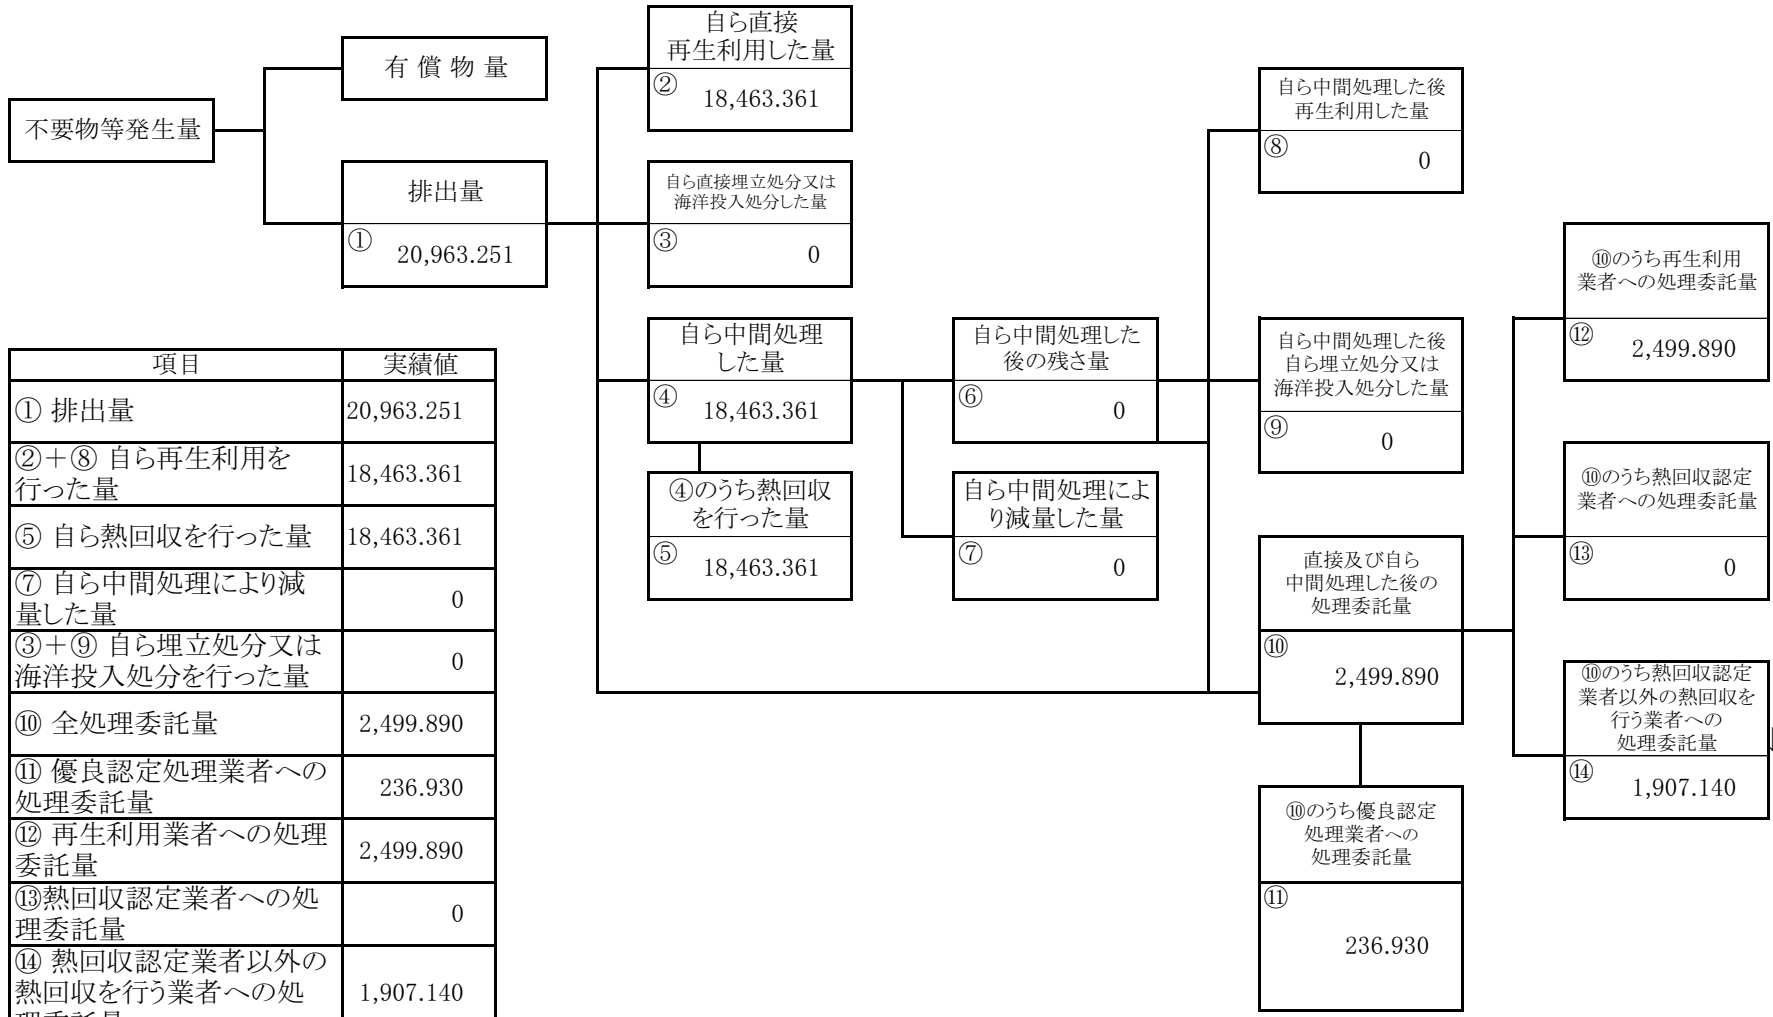 不要物等発生量
有 償 物 量
排出量
① 20,963.251
自ら直接
再生利用した量
② 18,463.361
自ら直接埋立処分又は
海洋投入処分した量
③ 0
自ら中間処理
した量
④ 18,463.361
④のうち熱回収
を行った量
⑤ 18,463.361
自ら中間処理した
後の残さ量
⑥ 0
自ら中間処理によ
り減量した量
⑦ 0
自ら中間処理した後
再生利用した量
⑧ 0
自ら中間処理した後
自ら埋立処分又は
海洋投入処分した量
⑨ 0
直接及び自ら
中間処理した後の
処理委託量
⑩ 2,499.890
⑩のうち優良認定
処理業者への
処理委託量
⑪ 236.930
⑩のうち再生利用
業者への処理委託量
⑫ 2,499.890
⑩のうち熱回収認定
業者への処理委託量
⑬ 0
⑩のうち熱回収認定
業者以外の熱回収を
行う業者への
処理委託量
⑭ 1,907.140
項目 実績値
① 排出量 20,963.251
②＋⑧ 自ら再生利用を
行った量 18,463.361
⑤ 自ら熱回収を行った量 18,463.361
⑦ 自ら中間処理により減
量した量 0
③＋⑨ 自ら埋立処分又は
海洋投入処分を行った量 0
⑩ 全処理委託量 2,499.890
⑪ 優良認定処理業者への
処理委託量 236.930
⑫ 再生利用業者への処理
委託量 2,499.890
⑬熱回収認定業者への処
理委託量 0
⑭ 熱回収認定業者以外の
熱回収を行う業者への処 1,907.140